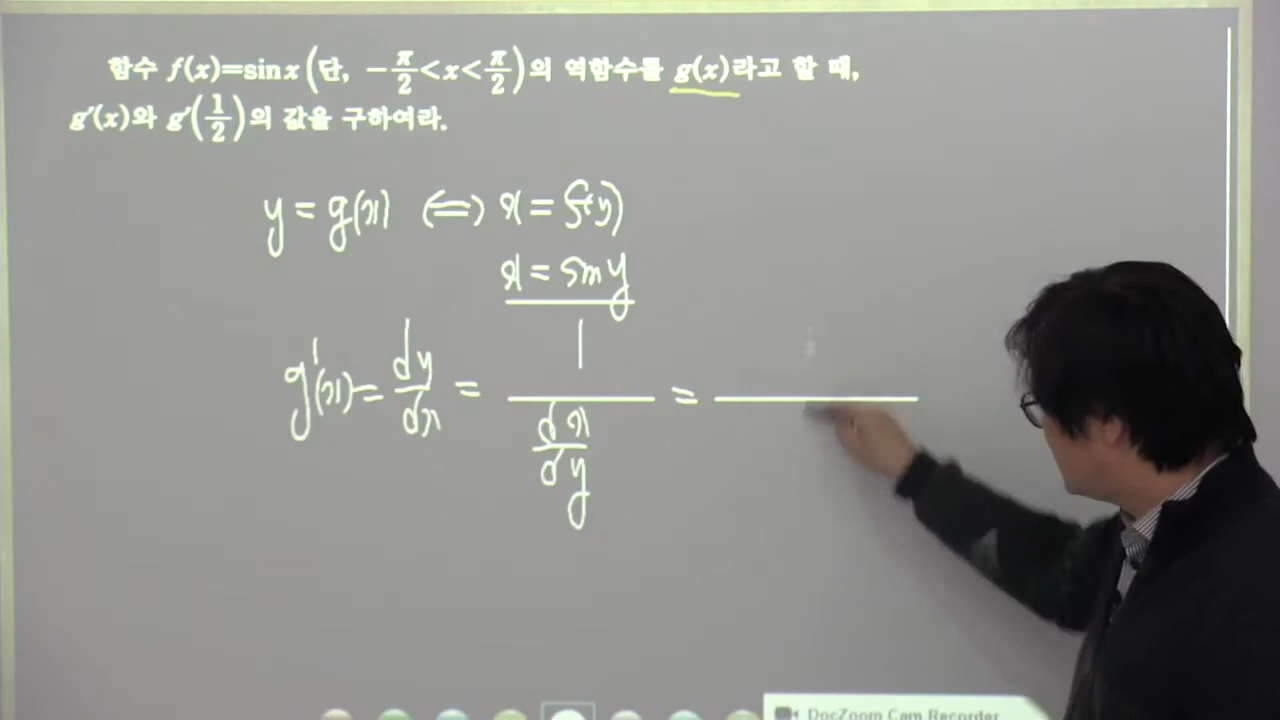 함수 f(x)=sin x (단, -π/2<x<π/2)의 역함수를 g(x)라고 할 때,
g'(x)와 g'(1/2)의 값을 구하여라.
y = g(x) ⟺ x = f(y)
x = sin y
g'(x) = dy/dx = 1/(dx/dy) =
DocZoom Cam Recorder